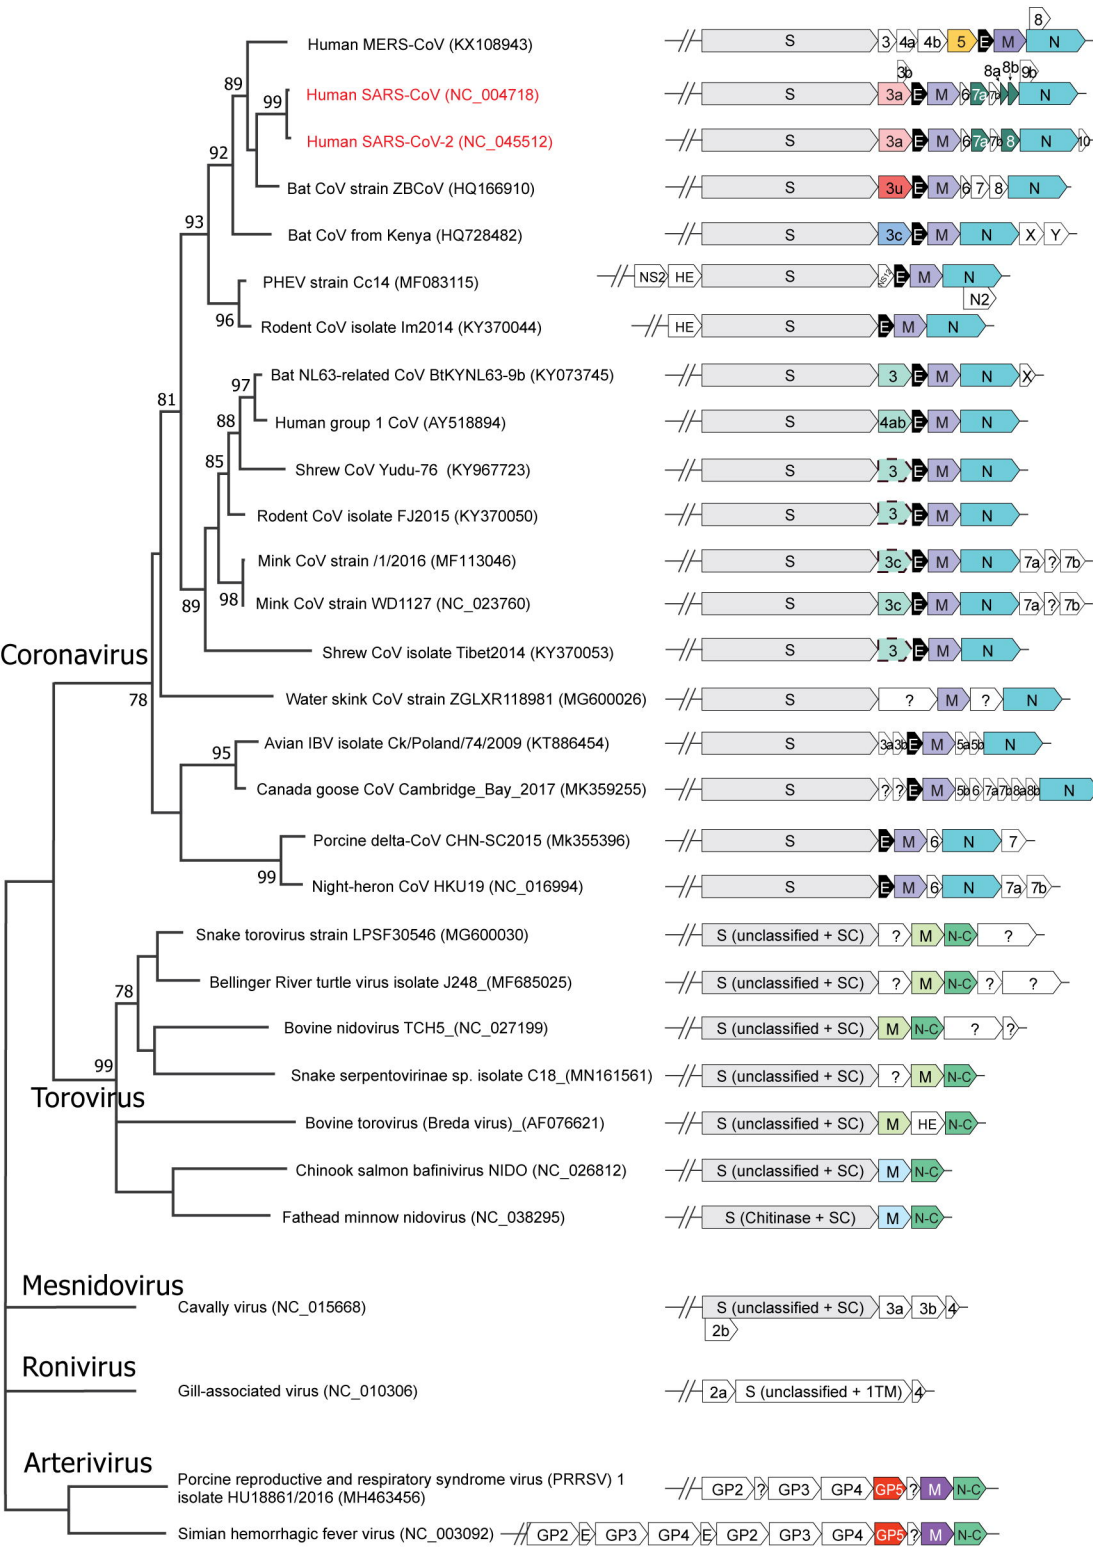 8
89 Human MERS-CoV (KX108943) S 3 4a 4b 5 E M N
3b 8a 8b 9b
99 Human SARS-CoV (NC_004718) S 3a E M 6 7a 7b N
Human SARS-CoV-2 (NC_045512) S 3a E M 6 7a 7b 8 N 10
92
Bat CoV strain ZBCoV (HQ166910) S 3u E M 6 7 8 N
93 Bat CoV from Kenya (HQ728482) S 3c E M N X Y
PHEV strain Cc14 (MF083115) NS2 HE S NS12 E M N
N2
96 Rodent CoV isolate lm2014 (KY370044) HE S E M N
97 Bat NL63-related CoV BtKYNL63-9b (KY073745) S 3 E M N X
81
88 Human group 1 CoV (AY518894) S 4ab E M N
85 Shrew CoV Yudu-76 (KY967723) S 3 E M N
Rodent CoV isolate FJ2015 (KY370050) S 3 E M N
Mink CoV strain /1/2016 (MF113046) S 3c E M N 7a ? 7b
89 98 Mink CoV strain WD1127 (NC_023760) S 3c E M N 7a ? 7b
Coronavirus Shrew CoV isolate Tibet2014 (KY370053) S 3 E M N
78 Water skink CoV strain ZGLXR118981 (MG600026) S ? M ? N
95 Avian IBV isolate Ck/Poland/74/2009 (KT886454) S 3a 3b E M 5a 5b N
Canada goose CoV Cambridge_Bay_2017 (MK359255) S ? ? E M 5b 6 7a 7b 8a 8b N
Porcine delta-CoV CHN-SC2015 (Mk355396) S E M 6 N 7
99 Night-heron CoV HKU19 (NC_016994) S E M 6 N 7a 7b
Snake torovirus strain LPSF30546 (MG600030) S (unclassified + SC) ? M N-C ?
78 Bellinger River turtle virus isolate J248_(MF685025) S (unclassified + SC) ? M N-C ? ?
Bovine nidovirus TCH5_(NC_027199) S (unclassified + SC) M N-C ? ?
99 Snake serpentovirinae sp. isolate C18_(MN161561) S (unclassified + SC) ? M N-C
Torovirus
Bovine torovirus (Breda virus)_(AF076621) S (unclassified + SC) M HE N-C
Chinook salmon bafinivirus NIDO (NC_026812) S (unclassified + SC) M N-C
Fathead minnow nidovirus (NC_038295) S (Chitinase + SC) M N-C
Mesnidovirus
Cavally virus (NC_015668) S (unclassified + SC) 3a 3b 4
2b
Ronivirus
Gill-associated virus (NC_010306) 2a S (unclassified + 1TM) 4
Arterivirus
Porcine reproductive and respiratory syndrome virus (PRRSV) 1
isolate HU18861/2016 (MH463456) GP2 ? GP3 GP4 GP5 ? M N-C
Simian hemorrhagic fever virus (NC_003092) GP2 E GP3 GP4 E GP2 GP3 GP4 GP5 ? M N-C